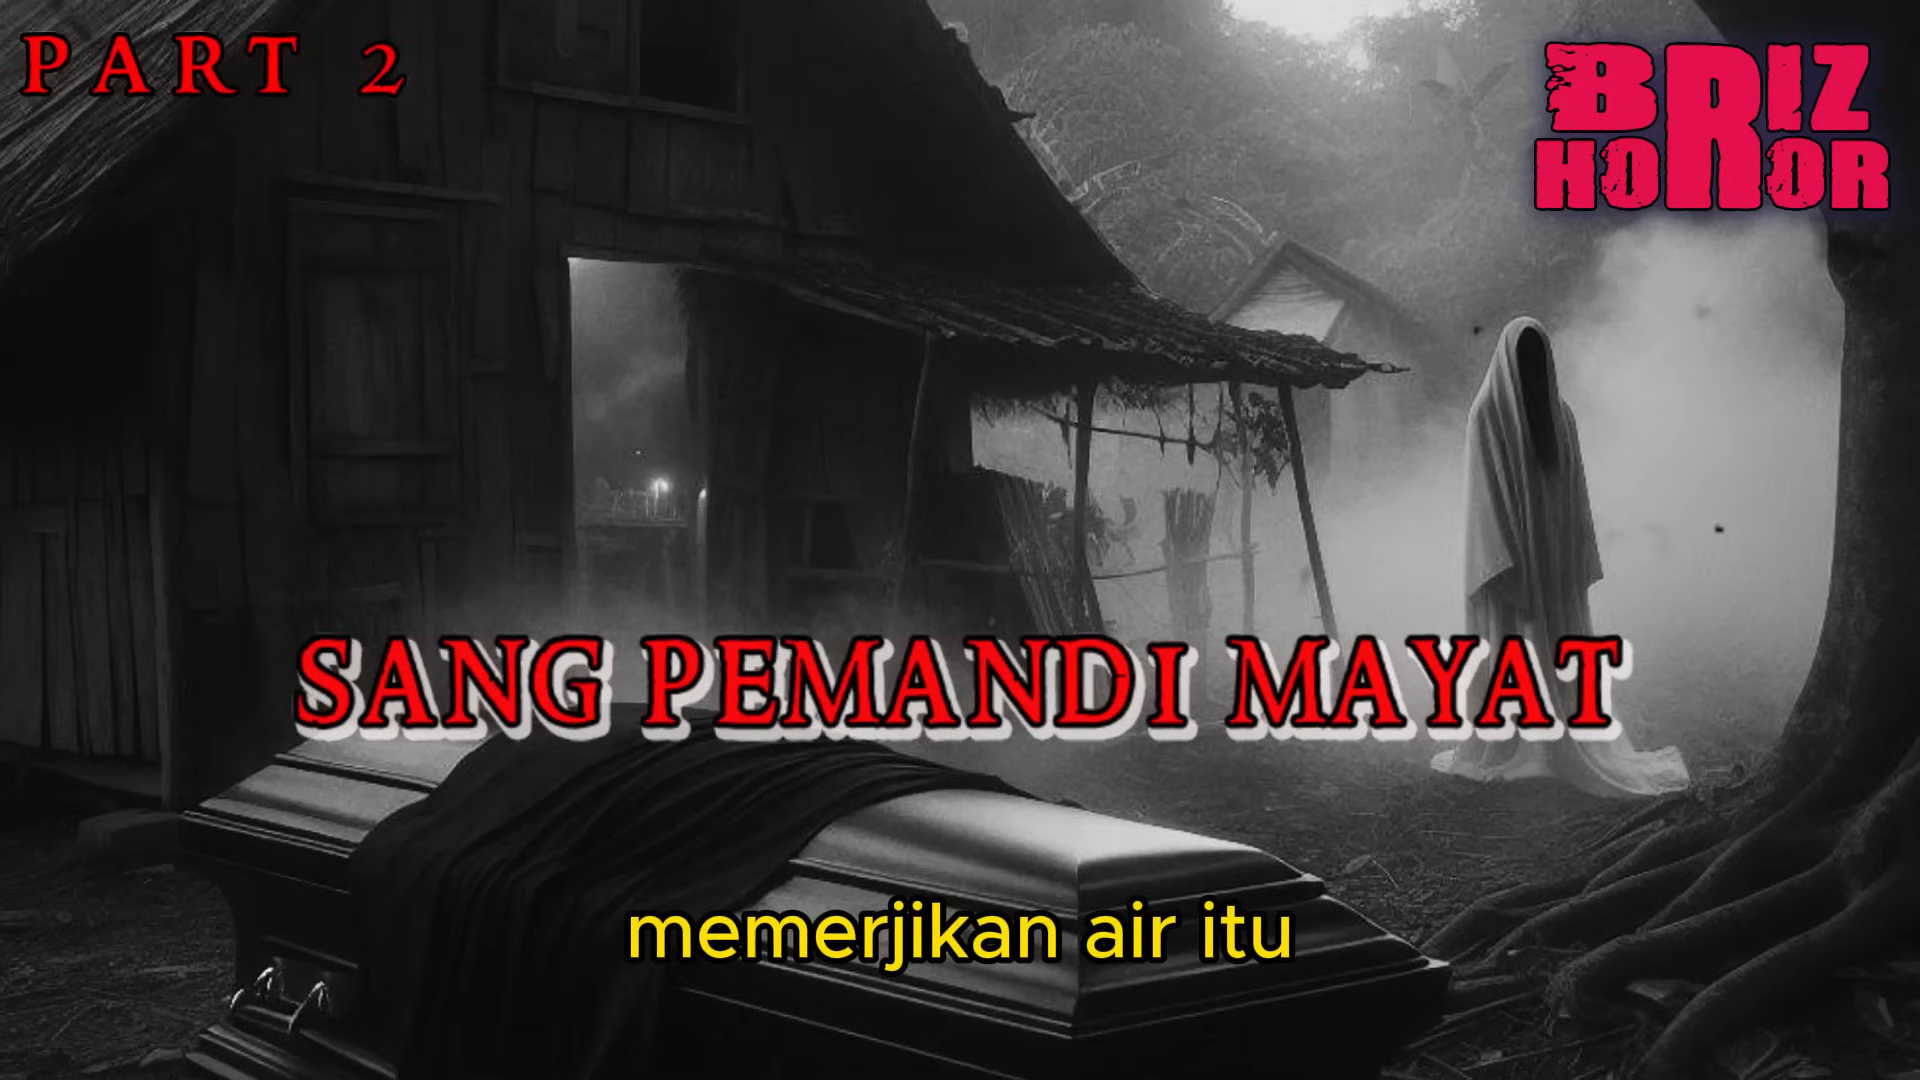 PART 2
BRIZ
HORROR
SANG PEMANDI MAYAT
memerjikan air itu